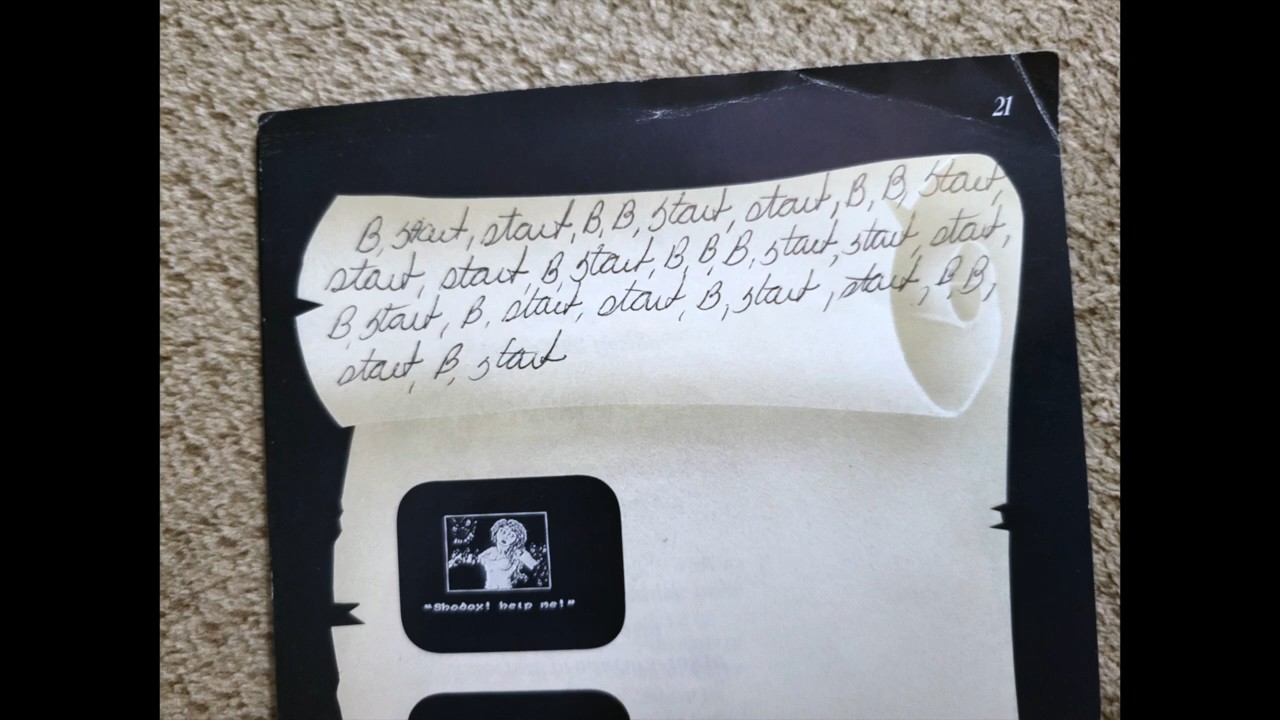 21
B, start, start, B, B, start, start, B, B, start,
start, start, B, start, B, B, B, start, start, start,
B, start, B, start, start, B, start, start, B, B,
start, B, start
"Shadax! help me!"